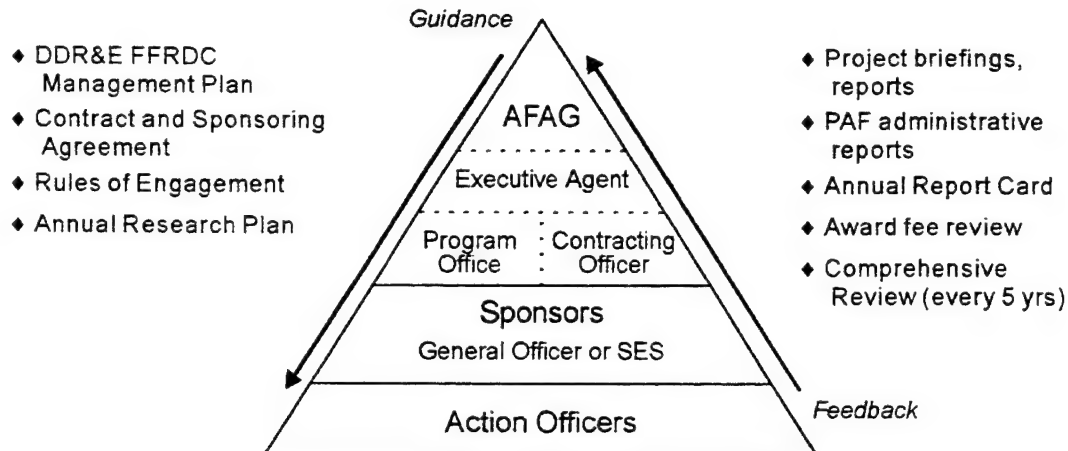 Guidance
♦ DDR&E FFRDC
Management Plan
♦ Contract and Sponsoring
Agreement
♦ Rules of Engagement
♦ Annual Research Plan
AFAG
Executive Agent
Program
Office
Contracting
Officer
Sponsors
General Officer or SES
Action Officers
♦ Project briefings,
reports
♦ PAF administrative
reports
♦ Annual Report Card
♦ Award fee review
♦ Comprehensive
Review (every 5 yrs)
Feedback